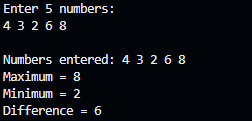 Enter 5 numbers:
4 3 2 6 8
Numbers entered: 4 3 2 6 8
Maximum = 8
Minimum = 2
Difference = 6